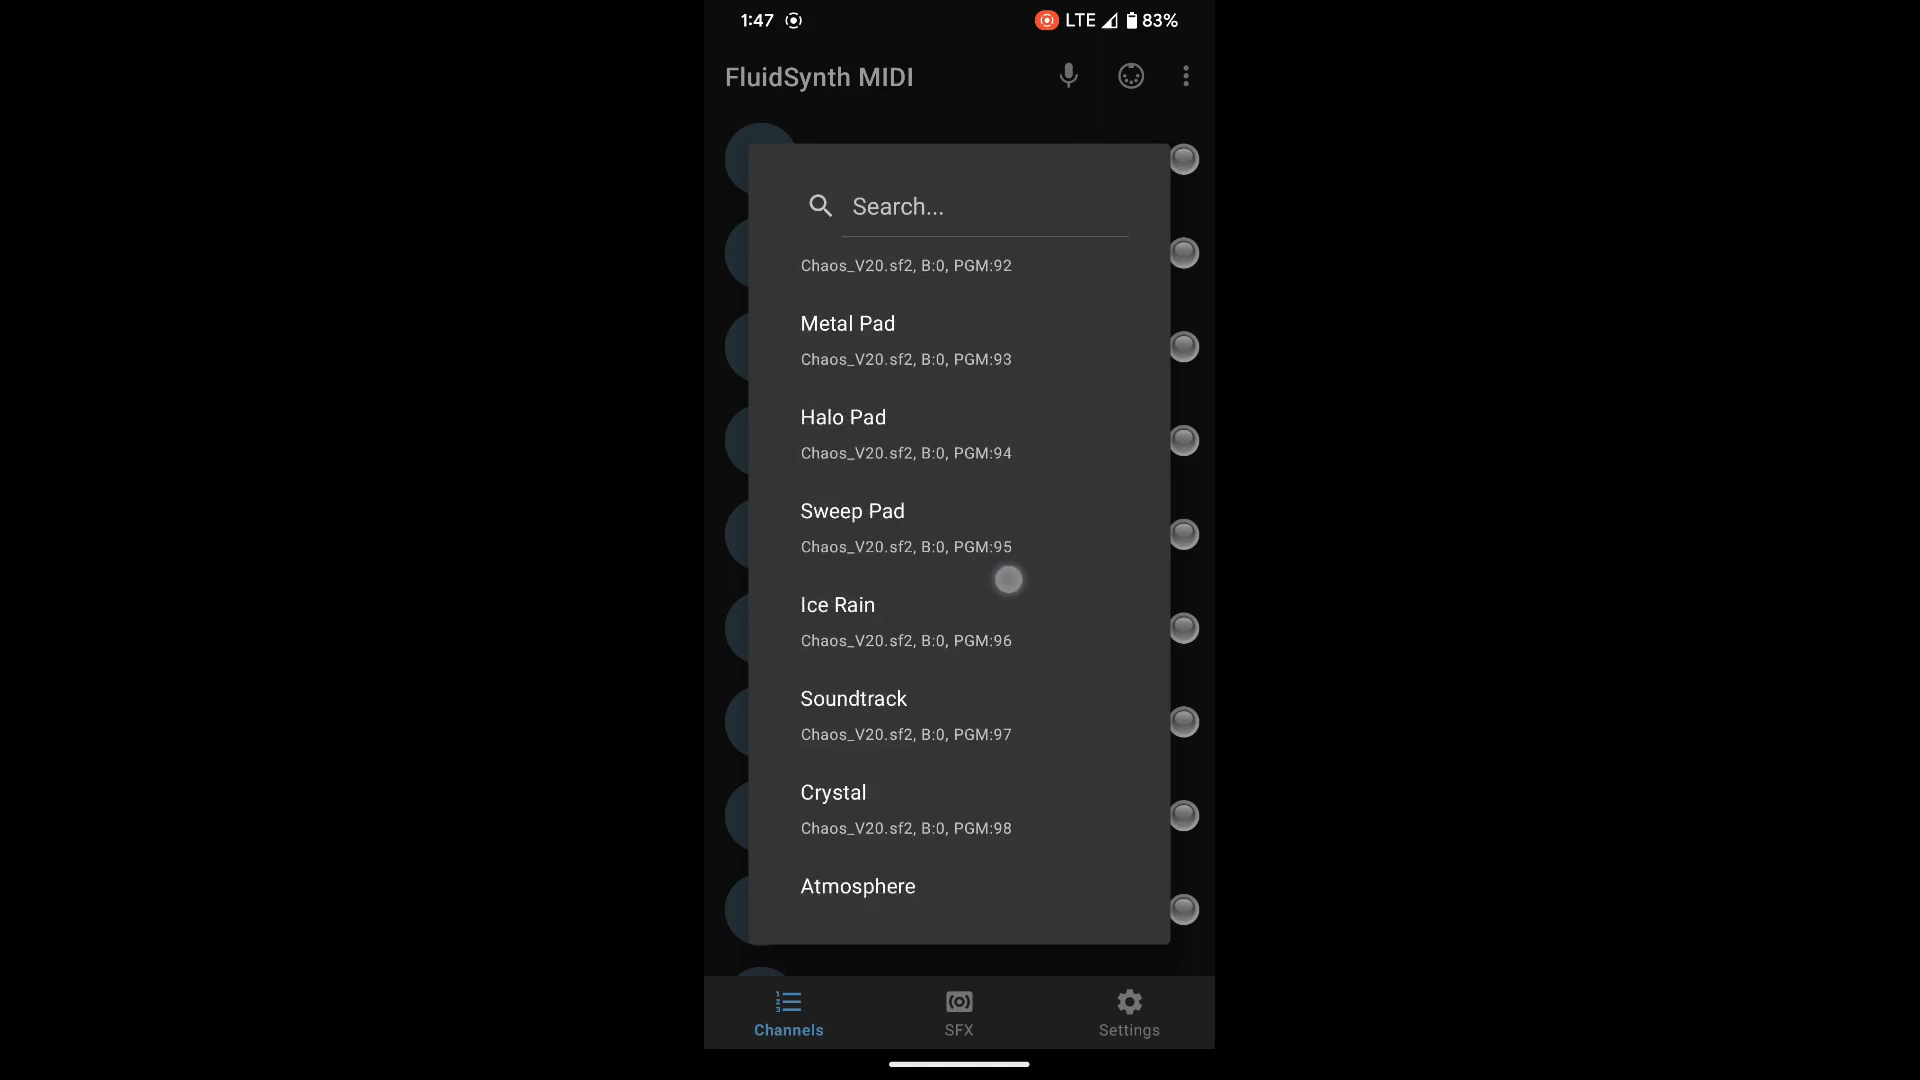 1:47 LTE 83%
FluidSynth MIDI
Search...
Chaos_V20.sf2, B:0, PGM:92
Metal Pad
Chaos_V20.sf2, B:0, PGM:93
Halo Pad
Chaos_V20.sf2, B:0, PGM:94
Sweep Pad
Chaos_V20.sf2, B:0, PGM:95
Ice Rain
Chaos_V20.sf2, B:0, PGM:96
Soundtrack
Chaos_V20.sf2, B:0, PGM:97
Crystal
Chaos_V20.sf2, B:0, PGM:98
Atmosphere
Channels SFX Settings